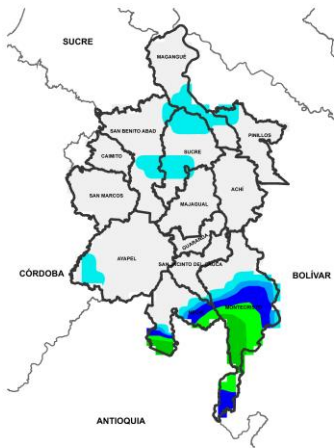 SUCRE
MAGANGUÉ
SAN BENITO ABAD
PINILLOS
CAIMITO
SUCRE
SAN MARCOS
MAJAGUAL
ACHÍ
GUARANDA
AYAPEL
SAN JACINTO DEL CAUCA
CÓRDOBA
BOLÍVAR
MONTECRISTO
ANTIOQUIA